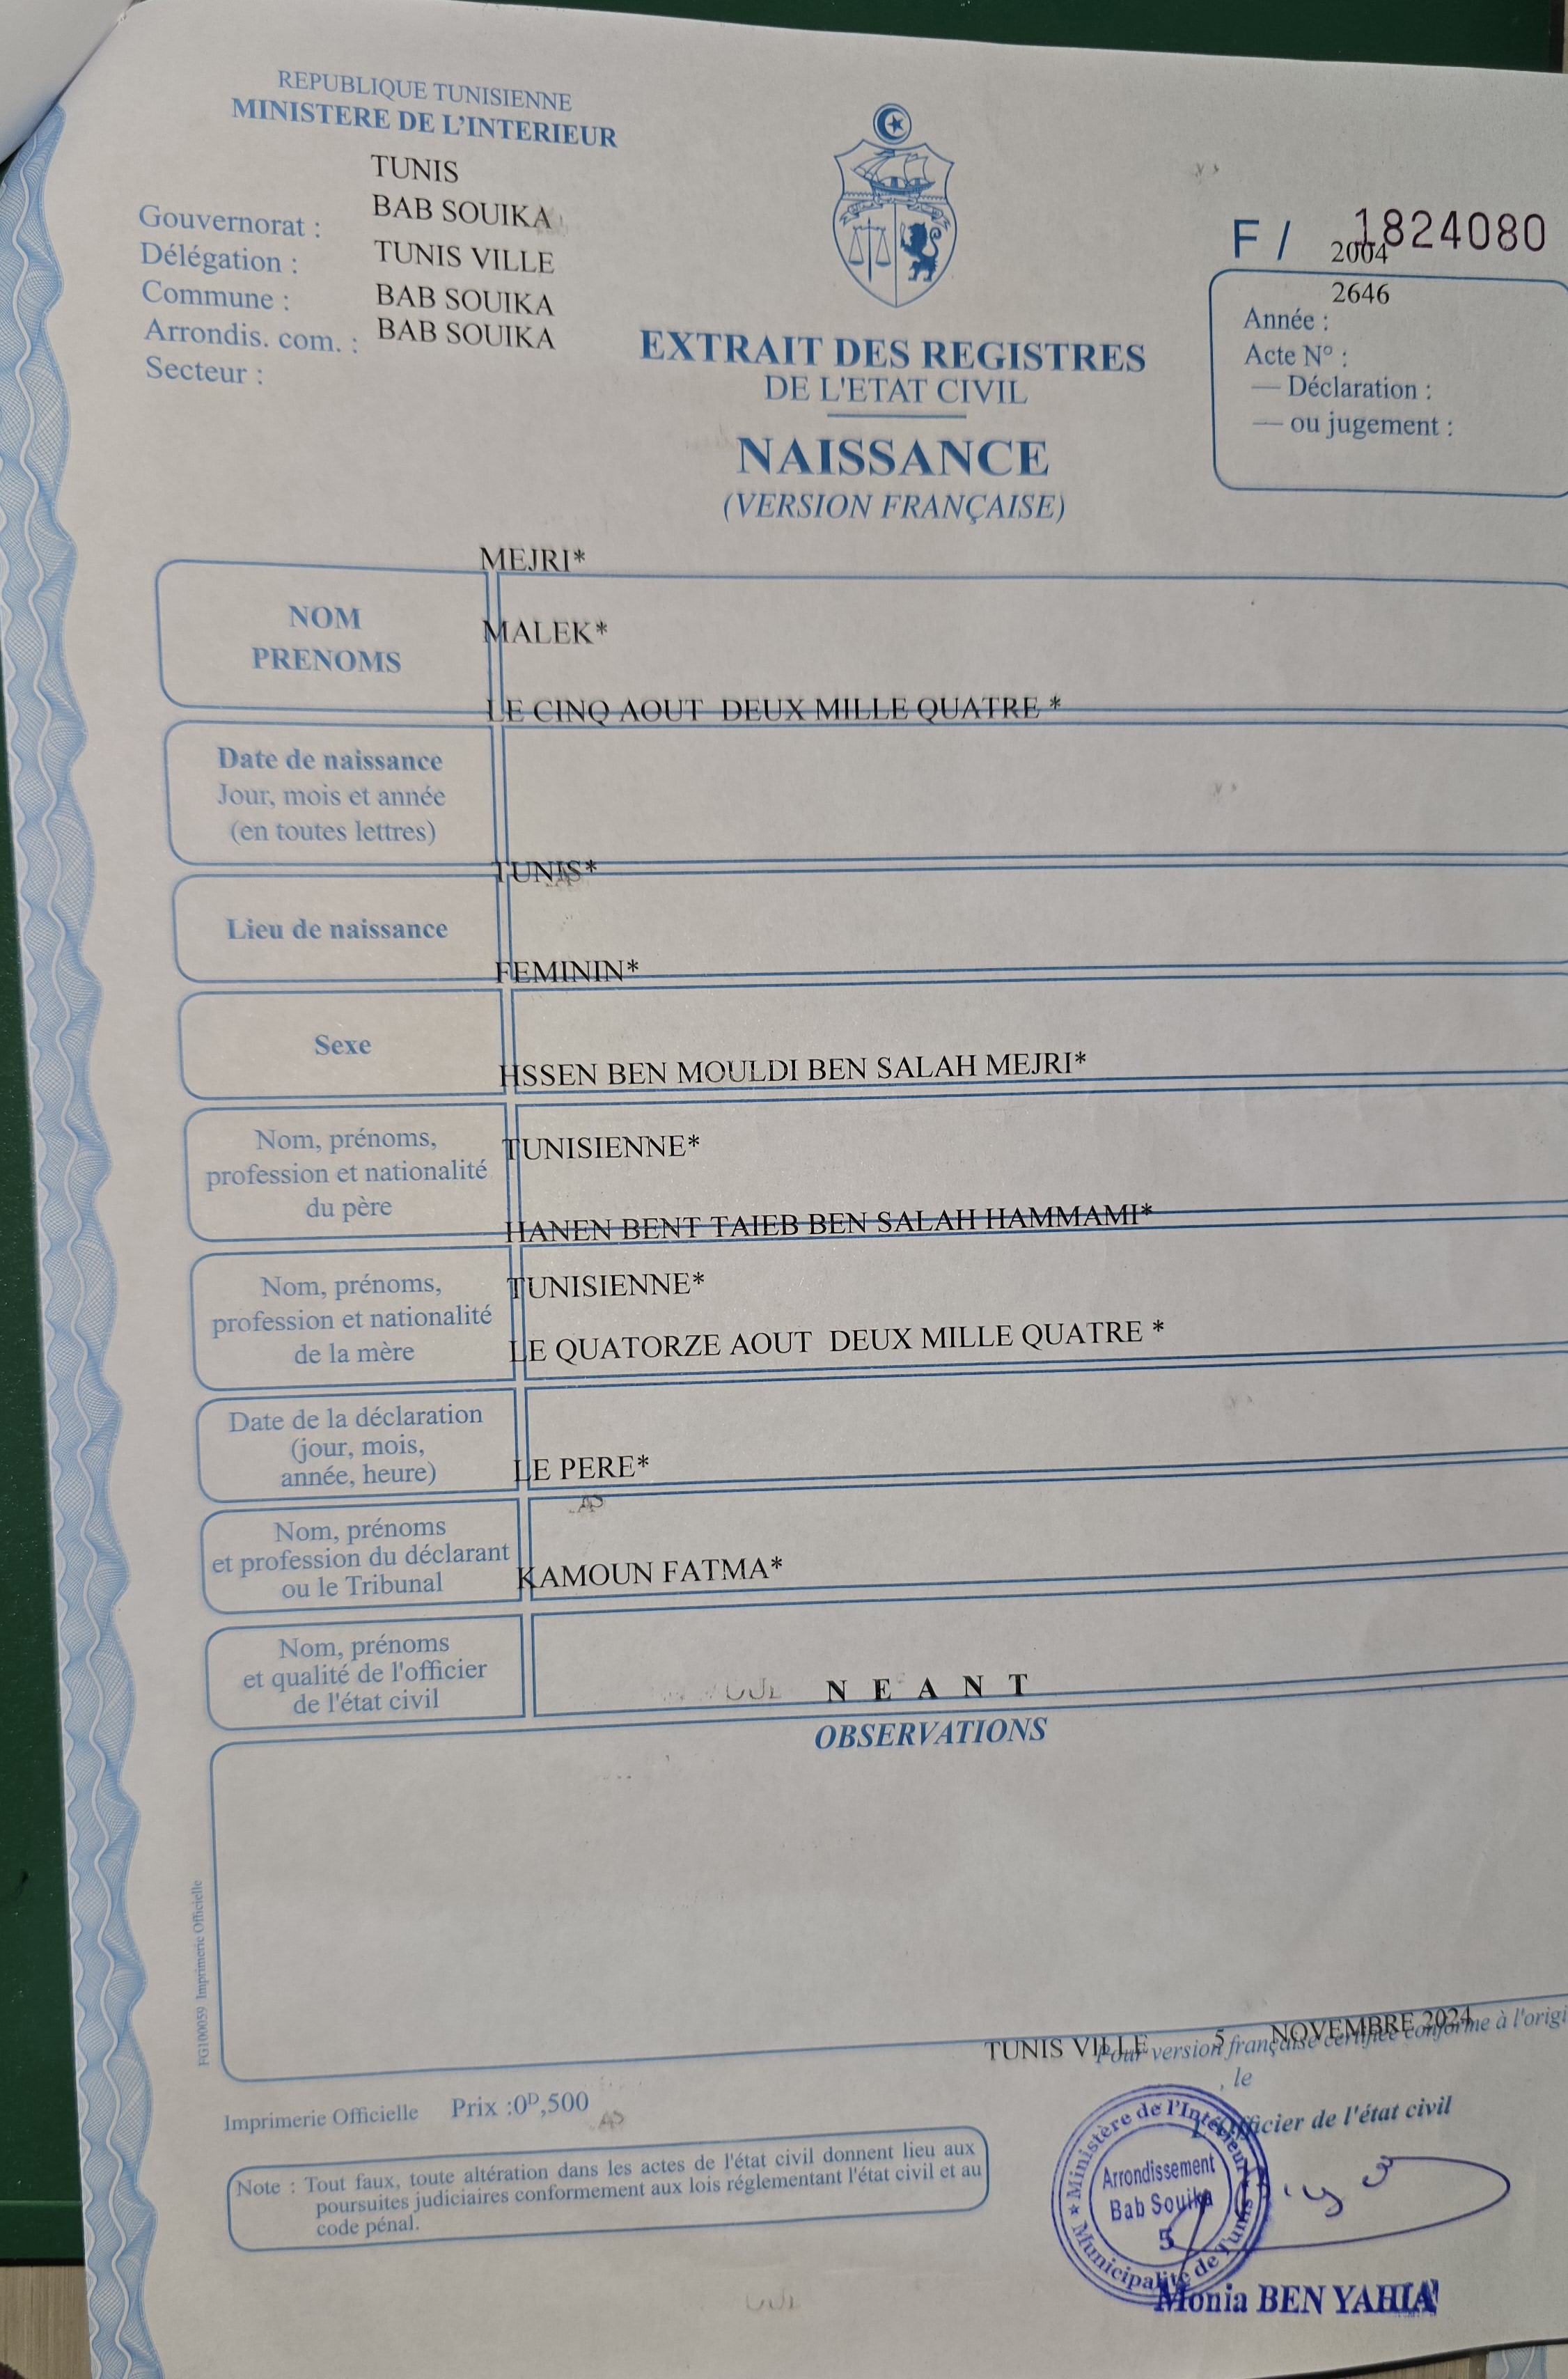 REPUBLIQUE TUNISIENNE
MINISTERE DE L'INTERIEUR
TUNIS
BAB SOUIKA
Gouvernorat :
TUNIS VILLE
Délégation :
BAB SOUIKA
Commune :
BAB SOUIKA
Arrondis. com. :
Secteur :
F / 1824080
2004
2646
Année :
Acte N° :
— Déclaration :
— ou jugement :
EXTRAIT DES REGISTRES
DE L'ETAT CIVIL
NAISSANCE
(VERSION FRANÇAISE)
MEJRI*
NOM
PRENOMS
MALEK*
LE CINQ AOUT DEUX MILLE QUATRE *
Date de naissance
Jour, mois et année
(en toutes lettres)
TUNIS*
Lieu de naissance
FEMININ*
Sexe
HSSEN BEN MOULDI BEN SALAH MEJRI*
Nom, prénoms,
profession et nationalité
du père
TUNISIENNE*
HANEN BENT TAIEB BEN SALAH HAMMAMI*
Nom, prénoms,
profession et nationalité
de la mère
TUNISIENNE*
LE QUATORZE AOUT DEUX MILLE QUATRE *
Date de la déclaration
(jour, mois,
année, heure)
LE PERE*
Nom, prénoms
et profession du déclarant
ou le Tribunal
KAMOUN FATMA*
Nom, prénoms
et qualité de l'officier
de l'état civil
N E A N T
OBSERVATIONS
TUNIS VILLE 5 NOVEMBRE 2024
Pour version française certifiée conforme à l'origi
, le
L'Officier de l'état civil
FG100059 Imprimerie Officielle
Imprimerie Officielle Prix :0ᴰ,500
Note : Tout faux, toute altération dans les actes de l'état civil donnent lieu aux
poursuites judiciaires conformement aux lois réglementant l'état civil et au
code pénal.
★ Ministère de l'Intérieur ★
Municipalité de Tunis
Arrondissement
Bab Souika
5
Monia BEN YAHIA